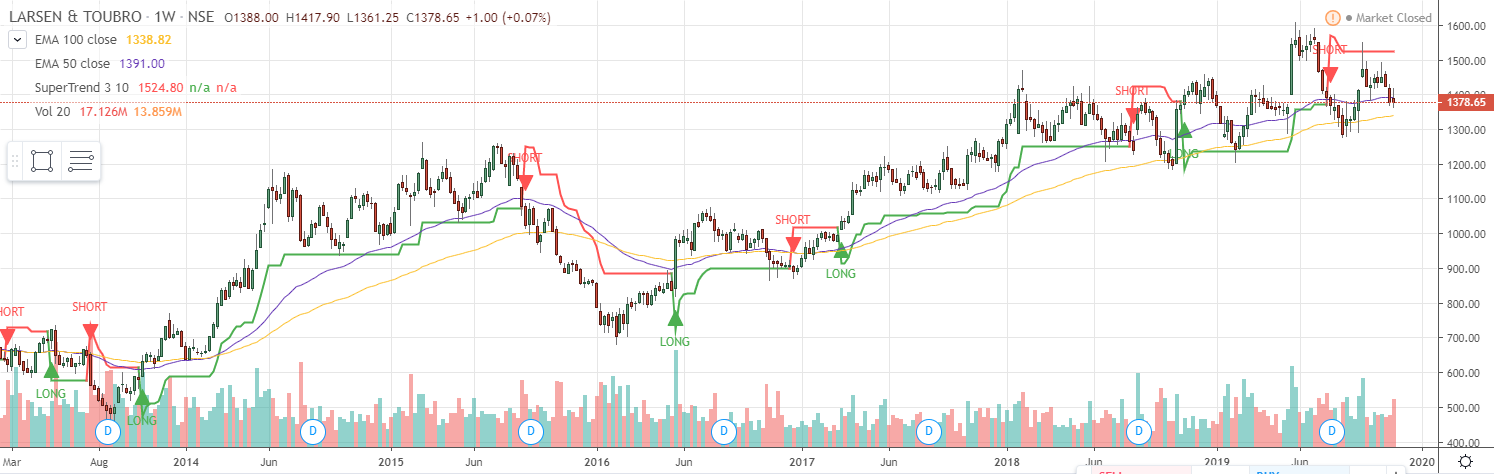 LARSEN & TOUBRO · 1W · NSE O1388.00 H1417.90 L1361.25 C1378.65 +1.00 (+0.07%)
Market Closed
EMA 100 close 1338.82
EMA 50 close 1391.00
SuperTrend 3 10 1524.80 n/a n/a
Vol 20 17.126M 13.859M
1600.00
1500.00
1378.65
1300.00
1200.00
1100.00
1000.00
900.00
800.00
700.00
600.00
500.00
400.00
HORT
LONG
SHORT
LONG
SHORT
LONG
SHORT
LONG
SHORT
LONG
SHORT
D D D D D D D
Mar Aug 2014 Jun 2015 Jun 2016 Jun 2017 Jun 2018 Jun 2019 Jun 2020